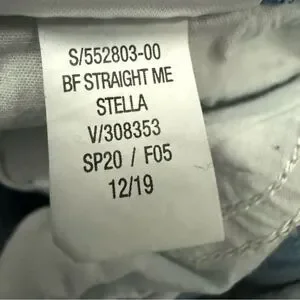 S/552803-00
BF STRAIGHT ME
STELLA
V/308353
SP20 / F05
12/19